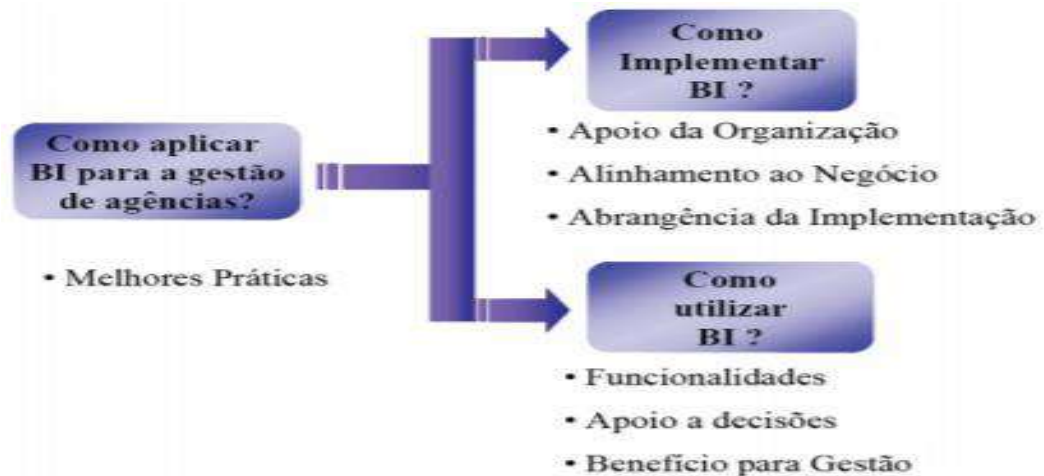 Como aplicar
BI para a gestão
de agências?
• Melhores Práticas
Como
Implementar
BI ?
• Apoio da Organização
• Alinhamento ao Negócio
• Abrangência da Implementação
Como
utilizar
BI ?
• Funcionalidades
• Apoio a decisões
• Benefício para Gestão